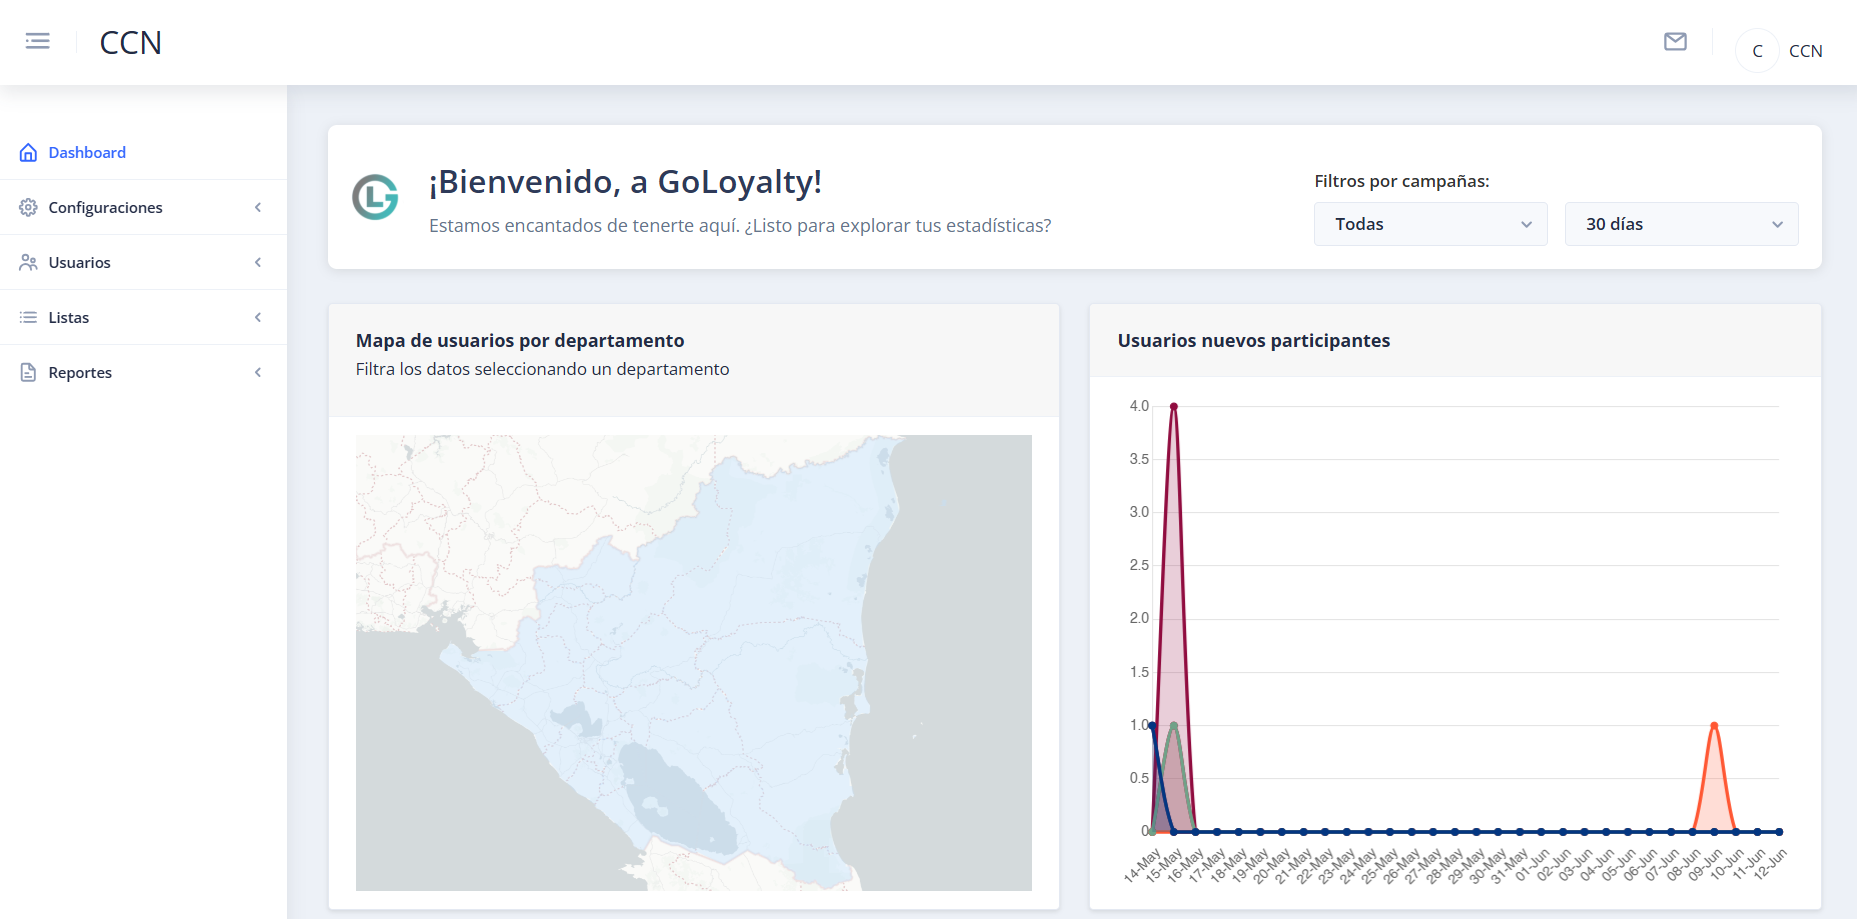 CCN
C
CCN
Dashboard
Configuraciones
Usuarios
Listas
Reportes
LG
¡Bienvenido, a GoLoyalty!
Estamos encantados de tenerte aquí. ¿Listo para explorar tus estadísticas?
Filtros por campañas:
Todas
30 días
Mapa de usuarios por departamento
Filtra los datos seleccionando un departamento
Usuarios nuevos participantes
4.0
3.5
3.0
2.5
2.0
1.5
1.0
0.5
0
14-May
15-May
16-May
17-May
18-May
19-May
20-May
21-May
22-May
23-May
24-May
25-May
26-May
27-May
28-May
29-May
30-May
31-May
01-Jun
02-Jun
03-Jun
04-Jun
05-Jun
06-Jun
07-Jun
08-Jun
09-Jun
10-Jun
11-Jun
12-Jun